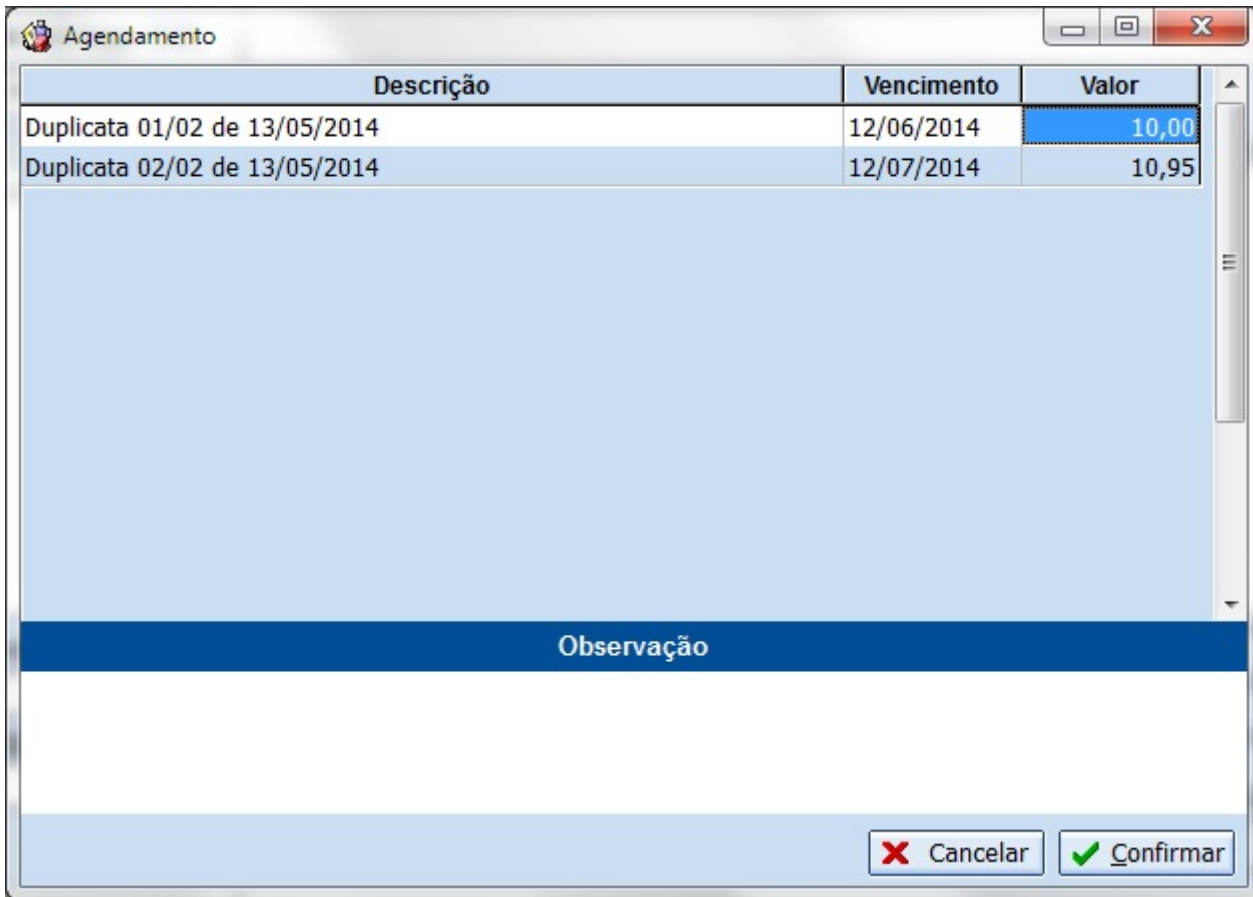 Agendamento
Descrição Vencimento Valor
Duplicata 01/02 de 13/05/2014 12/06/2014 10,00
Duplicata 02/02 de 13/05/2014 12/07/2014 10,95
Observação
Cancelar Confirmar